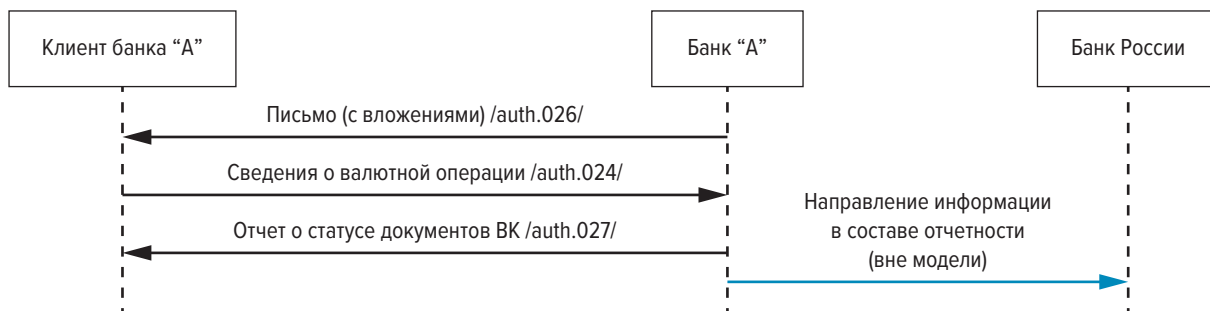 Клиент банка “А”
Банк “А”
Банк России
Письмо (с вложениями) /auth.026/
Сведения о валютной операции /auth.024/
Отчет о статусе документов ВК /auth.027/
Направление информации
в составе отчетности
(вне модели)